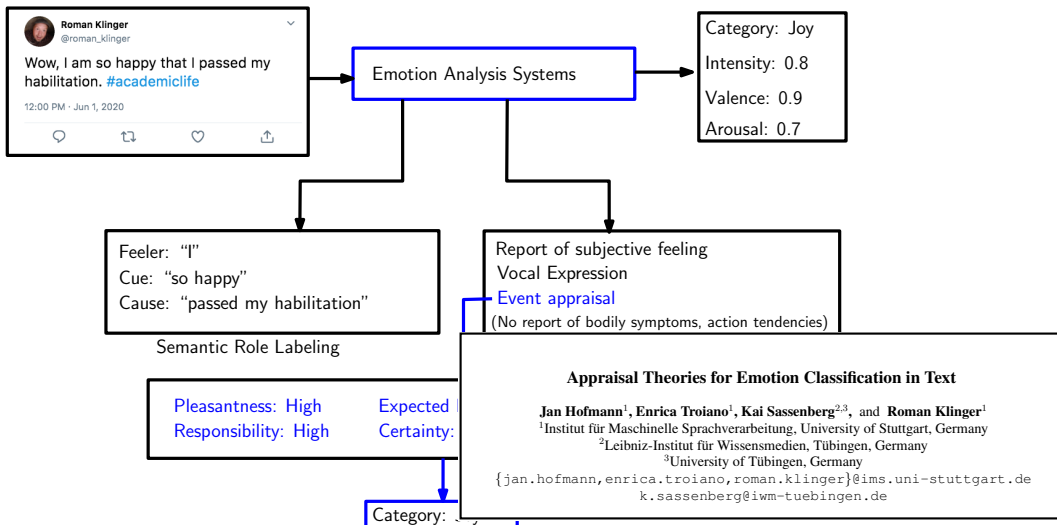 Roman Klinger
@roman_klinger
Wow, I am so happy that I passed my
habilitation. #academiclife
12:00 PM · Jun 1, 2020
Emotion Analysis Systems
Category: Joy
Intensity: 0.8
Valence: 0.9
Arousal: 0.7
Feeler: “I”
Cue: “so happy”
Cause: “passed my habilitation”
Semantic Role Labeling
Report of subjective feeling
Vocal Expression
Event appraisal
(No report of bodily symptoms, action tendencies)
Pleasantness: High Expected
Responsibility: High Certainty:
Category:
Appraisal Theories for Emotion Classification in Text
Jan Hofmann¹, Enrica Troiano¹, Kai Sassenberg²,³, and Roman Klinger¹
¹Institut für Maschinelle Sprachverarbeitung, University of Stuttgart, Germany
²Leibniz-Institut für Wissensmedien, Tübingen, Germany
³University of Tübingen, Germany
{jan.hofmann,enrica.troiano,roman.klinger}@ims.uni-stuttgart.de
k.sassenberg@iwm-tuebingen.de